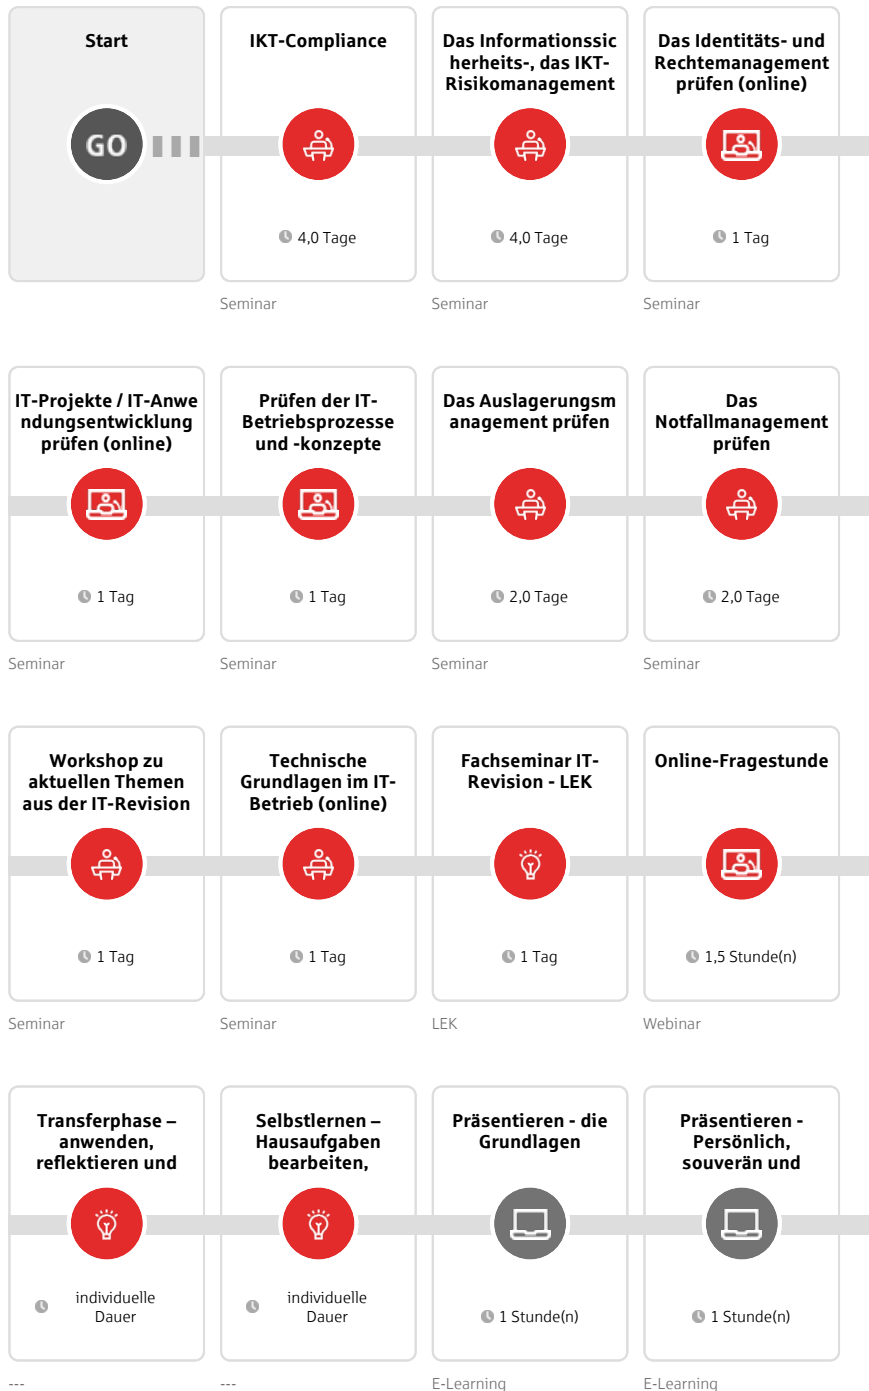 Start
GO
IKT-Compliance
4,0 Tage
Seminar
Das Informationssic
herheits-, das IKT-
Risikomanagement
4,0 Tage
Seminar
Das Identitäts- und
Rechtemanagement
prüfen (online)
1 Tag
Seminar
IT-Projekte / IT-Anwe
ndungsentwicklung
prüfen (online)
1 Tag
Seminar
Prüfen der IT-
Betriebsprozesse
und -konzepte
1 Tag
Seminar
Das Auslagerungsm
anagement prüfen
2,0 Tage
Seminar
Das
Notfallmanagement
prüfen
2,0 Tage
Seminar
Workshop zu
aktuellen Themen
aus der IT-Revision
1 Tag
Seminar
Technische
Grundlagen im IT-
Betrieb (online)
1 Tag
Seminar
Fachseminar IT-
Revision - LEK
1 Tag
LEK
Online-Fragestunde
1,5 Stunde(n)
Webinar
Transferphase –
anwenden,
reflektieren und
individuelle
Dauer
---
Selbstlernen –
Hausaufgaben
bearbeiten,
individuelle
Dauer
---
Präsentieren - die
Grundlagen
1 Stunde(n)
E-Learning
Präsentieren -
Persönlich,
souverän und
1 Stunde(n)
E-Learning